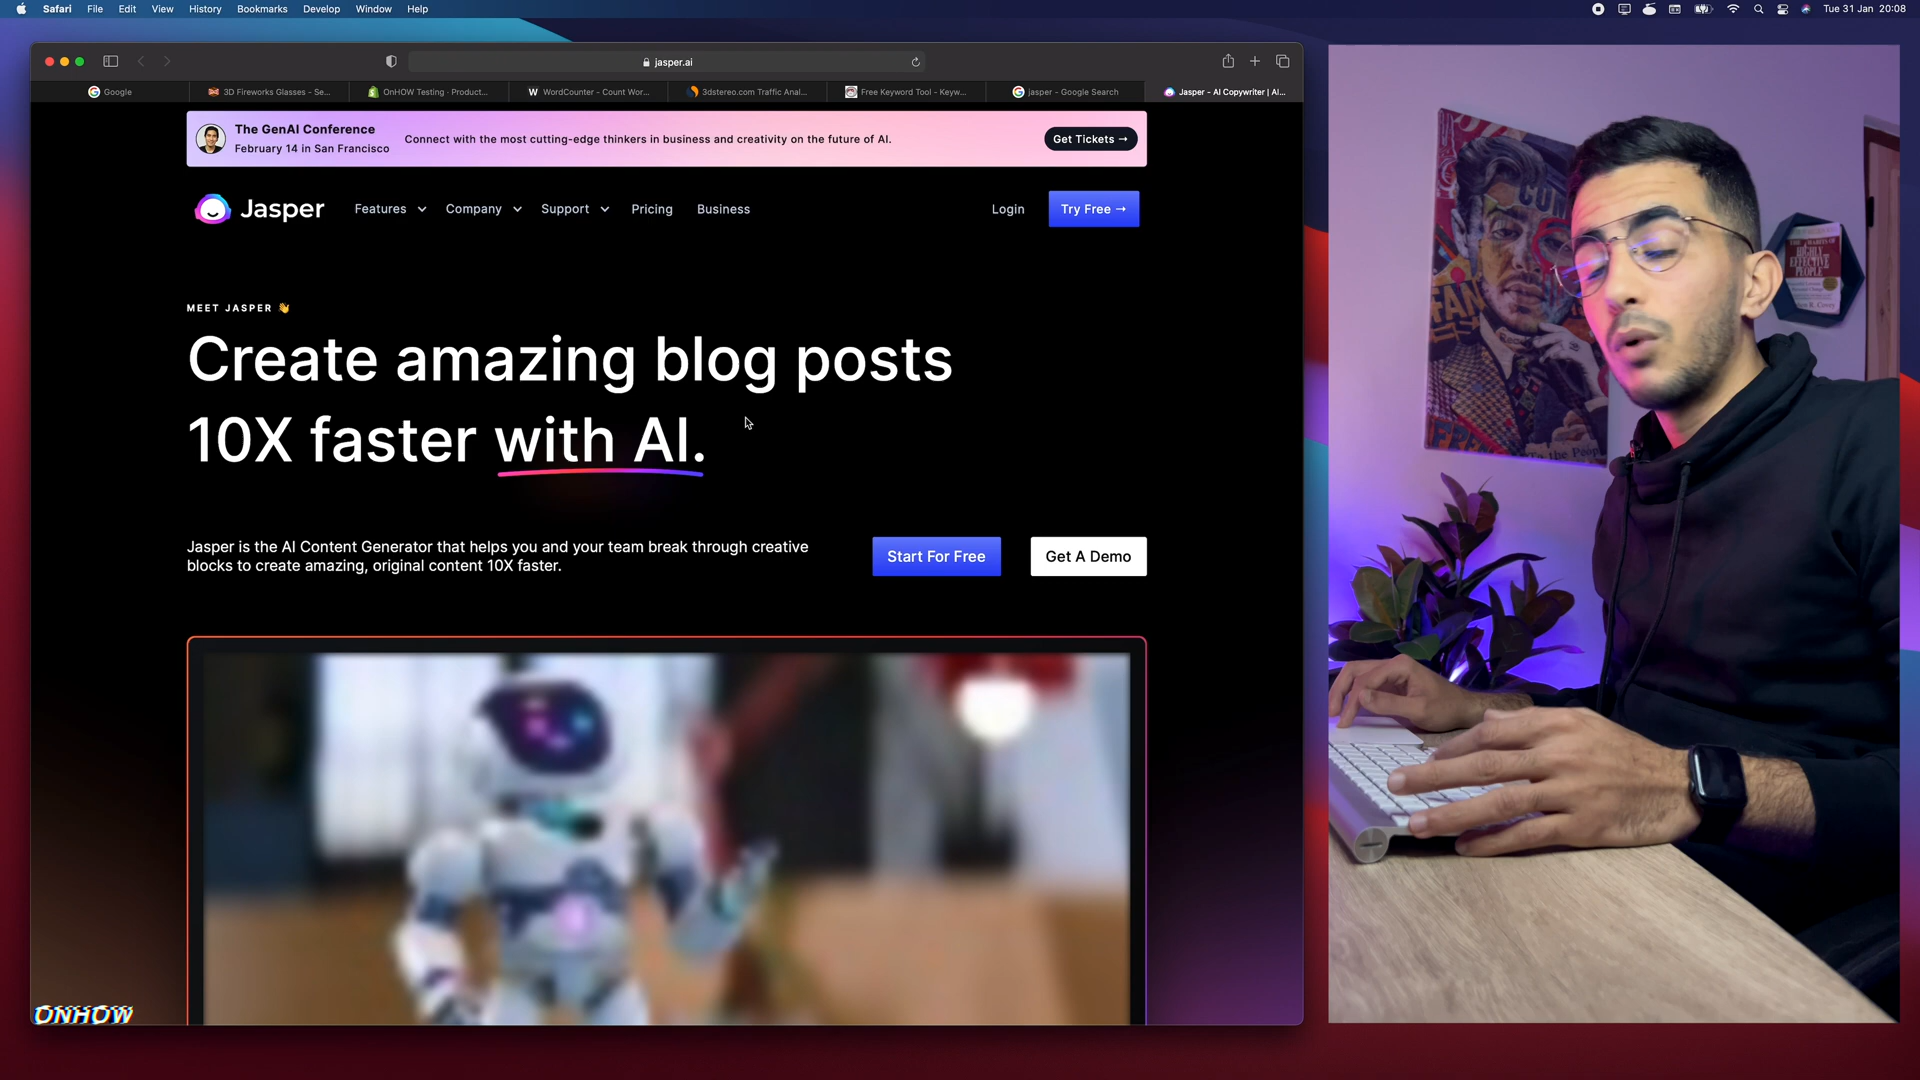 Safari File Edit View History Bookmarks Develop Window Help
Tue 31 Jan 20:08
jasper.ai
Google
3D Fireworks Glasses - Se...
OnHOW Testing · Product...
W WordCounter - Count Wor...
3dstereo.com Traffic Anal...
Free Keyword Tool - Keyw...
jasper - Google Search
Jasper - AI Copywriter | AI...
The GenAI Conference
February 14 in San Francisco
Connect with the most cutting-edge thinkers in business and creativity on the future of AI.
Get Tickets →
Jasper
Features
Company
Support
Pricing
Business
Login
Try Free →
MEET JASPER 👋
Create amazing blog posts
10X faster with AI.
Jasper is the AI Content Generator that helps you and your team break through creative
blocks to create amazing, original content 10X faster.
Start For Free
Get A Demo
ONHOW
HIGHLY
EFFECTIVE
PEOPLE
to the People